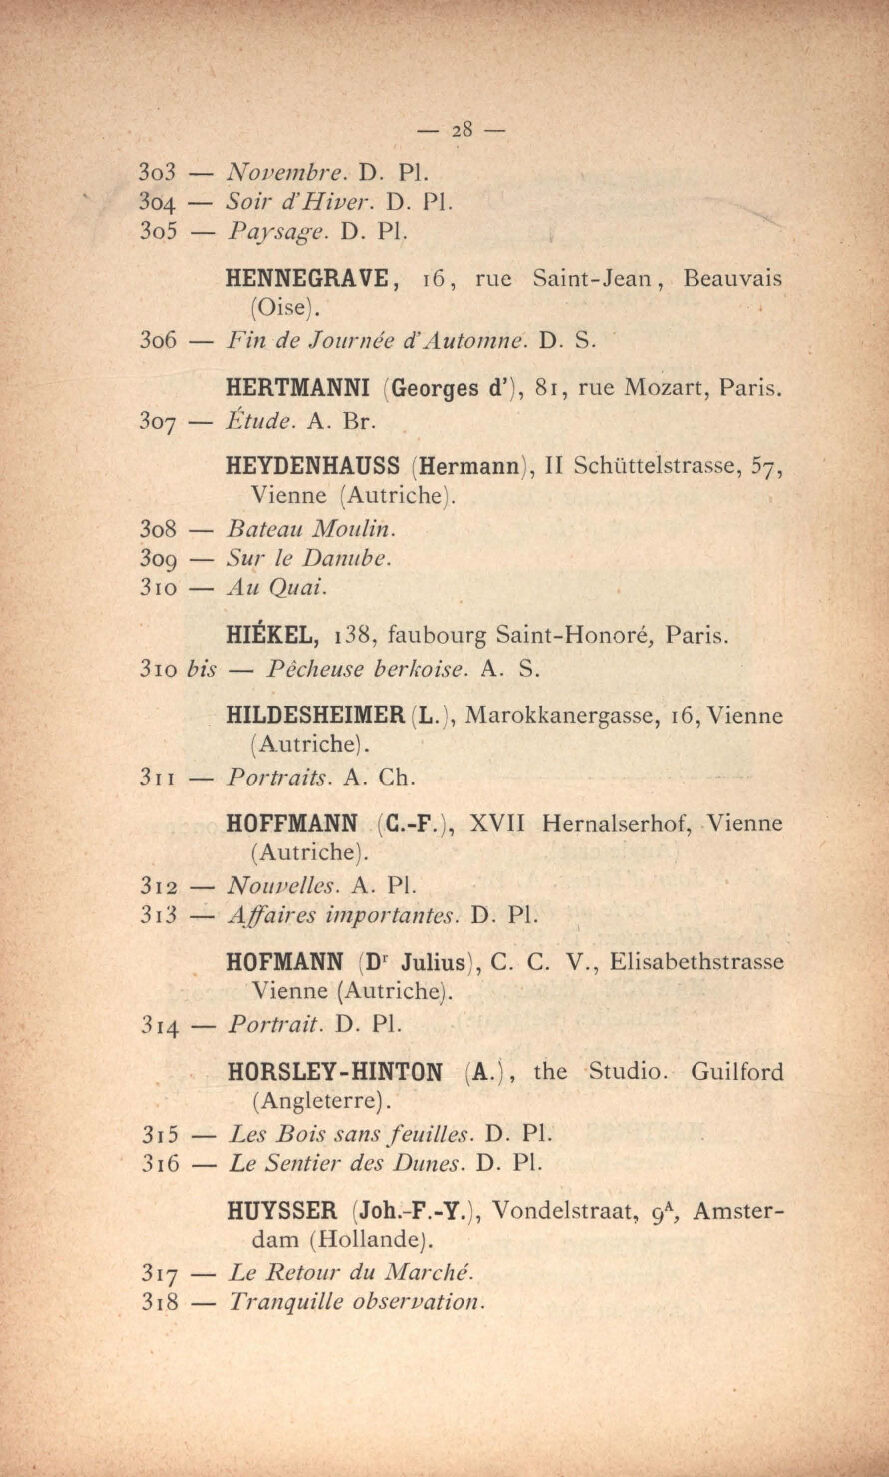 — 28 —
303 — Novembre. D. Pl.
304 — Soir d'Hiver. D. Pl.
305 — Paysage. D. Pl.
HENNEGRAVE, 16, rue Saint-Jean, Beauvais
(Oise).
306 — Fin de Journée d'Automne. D. S.
HERTMANNI (Georges d'), 81, rue Mozart, Paris.
307 — Étude. A. Br.
HEYDENHAUSS (Hermann), II Schüttelstrasse, 57,
Vienne (Autriche).
308 — Bateau Moulin.
309 — Sur le Danube.
310 — Au Quai.
HIÉKEL, 138, faubourg Saint-Honoré, Paris.
310 bis — Pêcheuse berkoise. A. S.
HILDESHEIMER (L.), Marokkanergasse, 16, Vienne
(Autriche).
311 — Portraits. A. Ch.
HOFFMANN (C.-F.), XVII Hernalserhof, Vienne
(Autriche).
312 — Nouvelles. A. Pl.
313 — Affaires importantes. D. Pl.
HOFMANN (Dr Julius), C. C. V., Elisabethstrasse
Vienne (Autriche).
314 — Portrait. D. Pl.
HORSLEY-HINTON (A.), the Studio. Guilford
(Angleterre).
315 — Les Bois sans feuilles. D. Pl.
316 — Le Sentier des Dunes. D. Pl.
HUYSSER (Joh.-F.-Y.), Vondelstraat, 9A, Amster-
dam (Hollande).
317 — Le Retour du Marché.
318 — Tranquille observation.